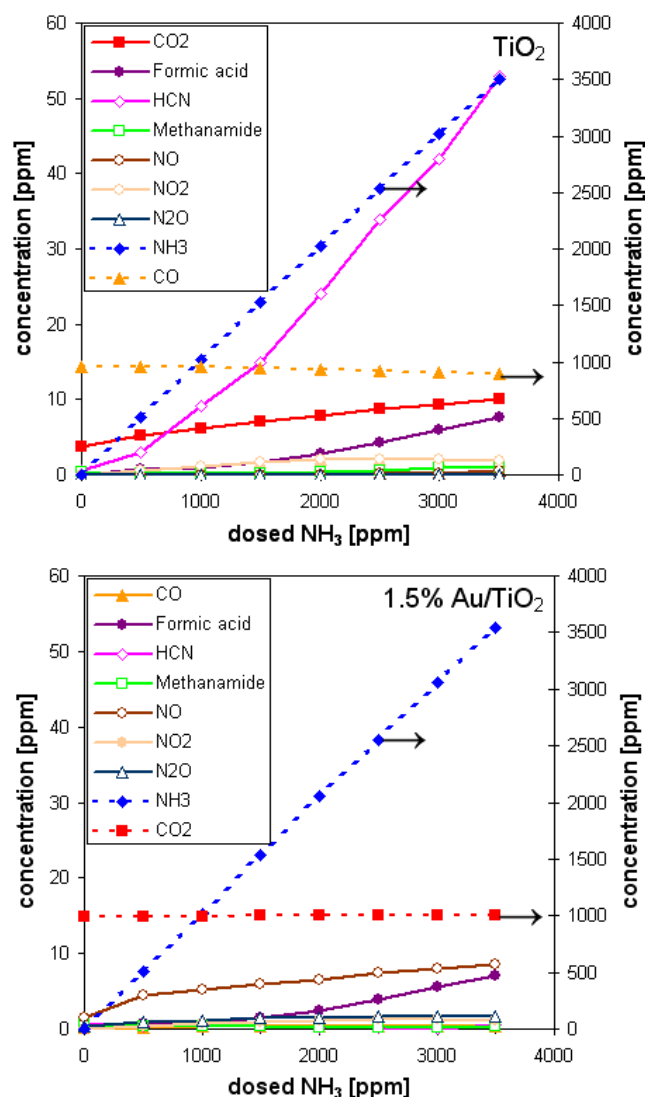 TiO2
CO2
Formic acid
HCN
Methanamide
NO
NO2
N2O
NH3
CO
60
50
40
30
20
10
0
concentration [ppm]
4000
3500
3000
2500
2000
1500
1000
500
0
concentration [ppm]
0 1000 2000 3000 4000
dosed NH3 [ppm]
1.5% Au/TiO2
CO
Formic acid
HCN
Methanamide
NO
NO2
N2O
NH3
CO2
60
50
40
30
20
10
0
concentration [ppm]
4000
3500
3000
2500
2000
1500
1000
500
0
concentration [ppm]
0 1000 2000 3000 4000
dosed NH3 [ppm]